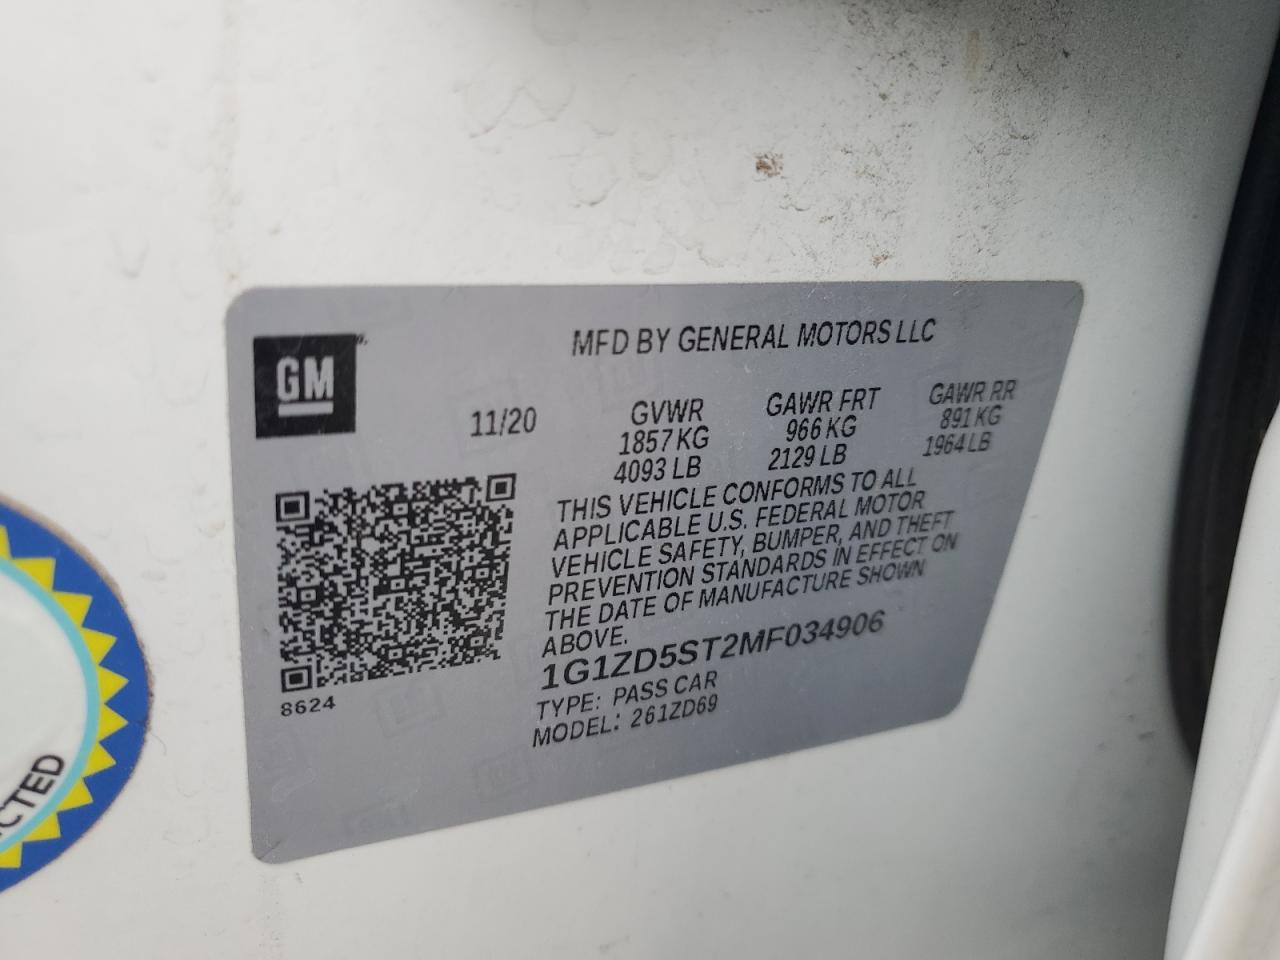 MFD BY GENERAL MOTORS LLC
GM
11/20
GVWR
1857 KG
4093 LB
GAWR FRT
966 KG
2129 LB
GAWR RR
891 KG
1964 LB
THIS VEHICLE CONFORMS TO ALL
APPLICABLE U.S. FEDERAL MOTOR
VEHICLE SAFETY, BUMPER, AND THEFT
PREVENTION STANDARDS IN EFFECT ON
THE DATE OF MANUFACTURE SHOWN
ABOVE.
1G1ZD5ST2MF034906
TYPE: PASS CAR
MODEL: 261ZD69
8624
CTED